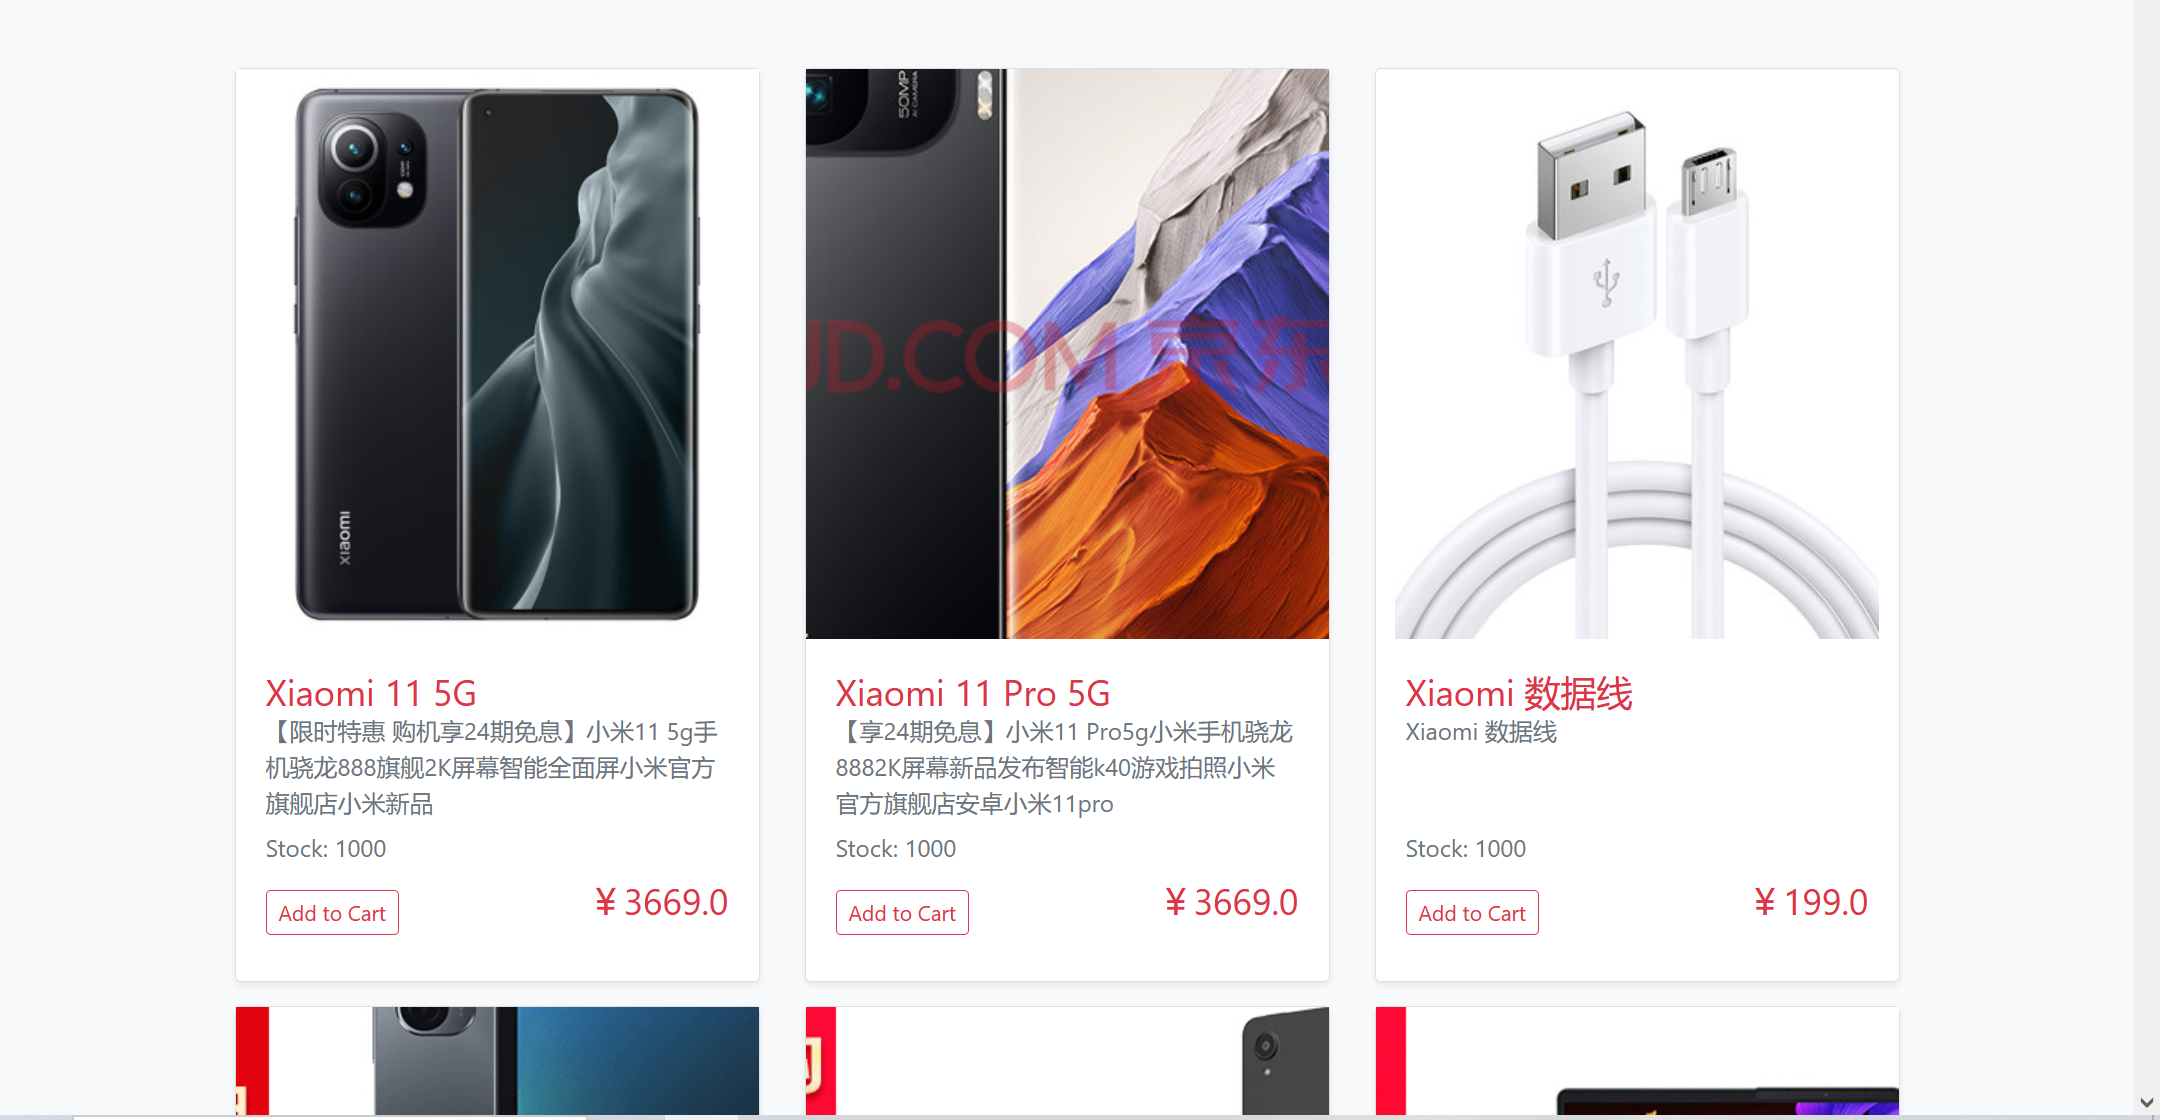 xiaomi
50MP
AI CAMERA
JD.COM 京东
Xiaomi 11 5G
【限时特惠 购机享24期免息】小米11 5g手
机骁龙888旗舰2K屏幕智能全面屏小米官方
旗舰店小米新品
Stock: 1000
Add to Cart
¥ 3669.0
Xiaomi 11 Pro 5G
【享24期免息】小米11 Pro5g小米手机骁龙
8882K屏幕新品发布智能k40游戏拍照小米
官方旗舰店安卓小米11pro
Stock: 1000
Add to Cart
¥ 3669.0
Xiaomi 数据线
Xiaomi 数据线
Stock: 1000
Add to Cart
¥ 199.0